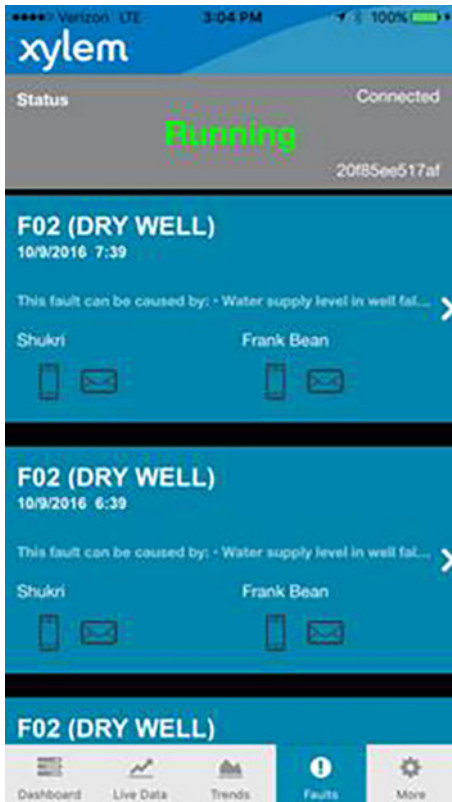 Verizon LTE 3:04 PM 100%
xylem
Status Connected
Running
20f85ee517af
F02 (DRY WELL)
10/9/2016 7:39
This fault can be caused by: • Water supply level in well fal...
Shukri Frank Bean
F02 (DRY WELL)
10/9/2016 6:39
This fault can be caused by: • Water supply level in well fal...
Shukri Frank Bean
F02 (DRY WELL)
Dashboard Live Data Trends Faults More